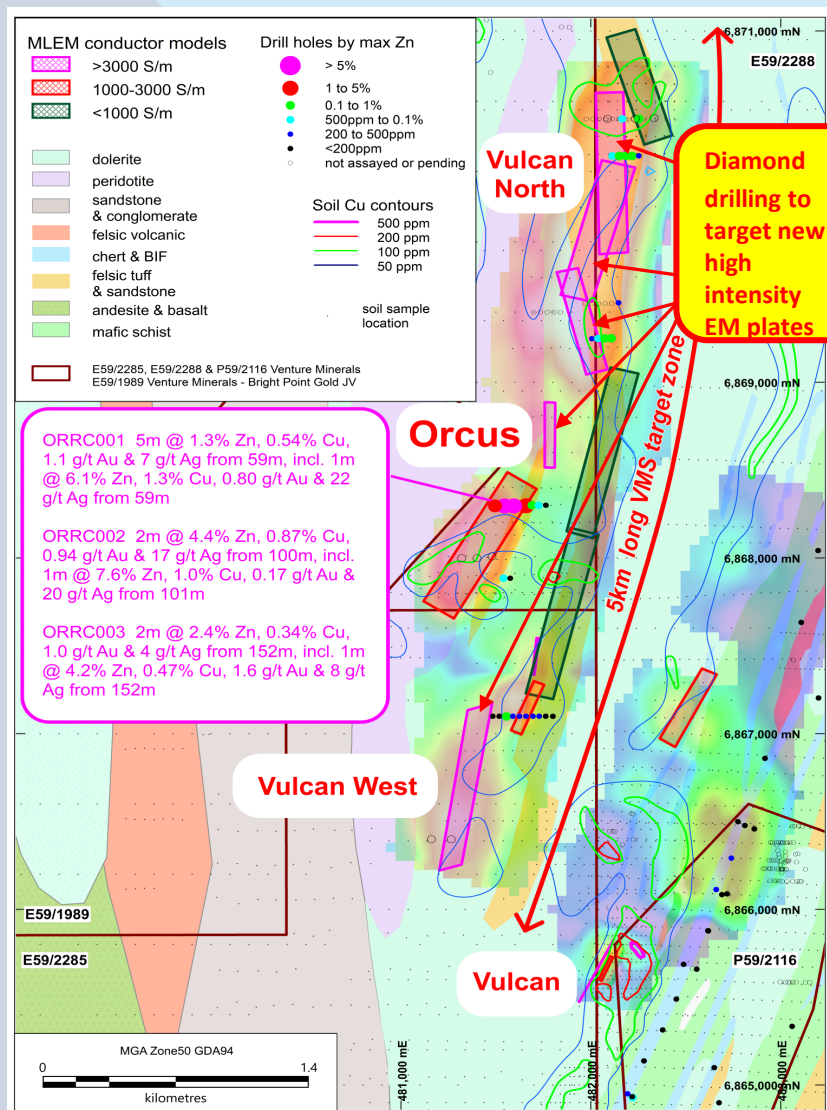 MLEM conductor models
>3000 S/m
1000-3000 S/m
<1000 S/m
dolerite
peridotite
sandstone
& conglomerate
felsic volcanic
chert & BIF
felsic tuff
& sandstone
andesite & basalt
mafic schist
Drill holes by max Zn
> 5%
1 to 5%
0.1 to 1%
500ppm to 0.1%
200 to 500ppm
<200ppm
not assayed or pending
Soil Cu contours
500 ppm
200 ppm
100 ppm
50 ppm
soil sample
location
E59/2285, E59/2288 & P59/2116 Venture Minerals
E59/1989 Venture Minerals - Bright Point Gold JV
6,871,000 mN
E59/2288
Vulcan
North
Diamond
drilling to
target new
high
intensity
EM plates
6,869,000 mN
Orcus
5km long VMS target zone
ORRC001 5m @ 1.3% Zn, 0.54% Cu,
1.1 g/t Au & 7 g/t Ag from 59m, incl. 1m
@ 6.1% Zn, 1.3% Cu, 0.80 g/t Au & 22
g/t Ag from 59m
ORRC002 2m @ 4.4% Zn, 0.87% Cu,
0.94 g/t Au & 17 g/t Ag from 100m, incl.
1m @ 7.6% Zn, 1.0% Cu, 0.17 g/t Au &
20 g/t Ag from 101m
ORRC003 2m @ 2.4% Zn, 0.34% Cu,
1.0 g/t Au & 4 g/t Ag from 152m, incl. 1m
@ 4.2% Zn, 0.47% Cu, 1.6 g/t Au & 8 g/t
Ag from 152m
6,868,000 mN
6,867,000 mN
Vulcan West
6,866,000 mN
E59/1989
E59/2285
Vulcan
P59/2116
6,865,000 mN
MGA Zone50 GDA94
0 1.4
kilometres
481,000 mE
482,000 mE